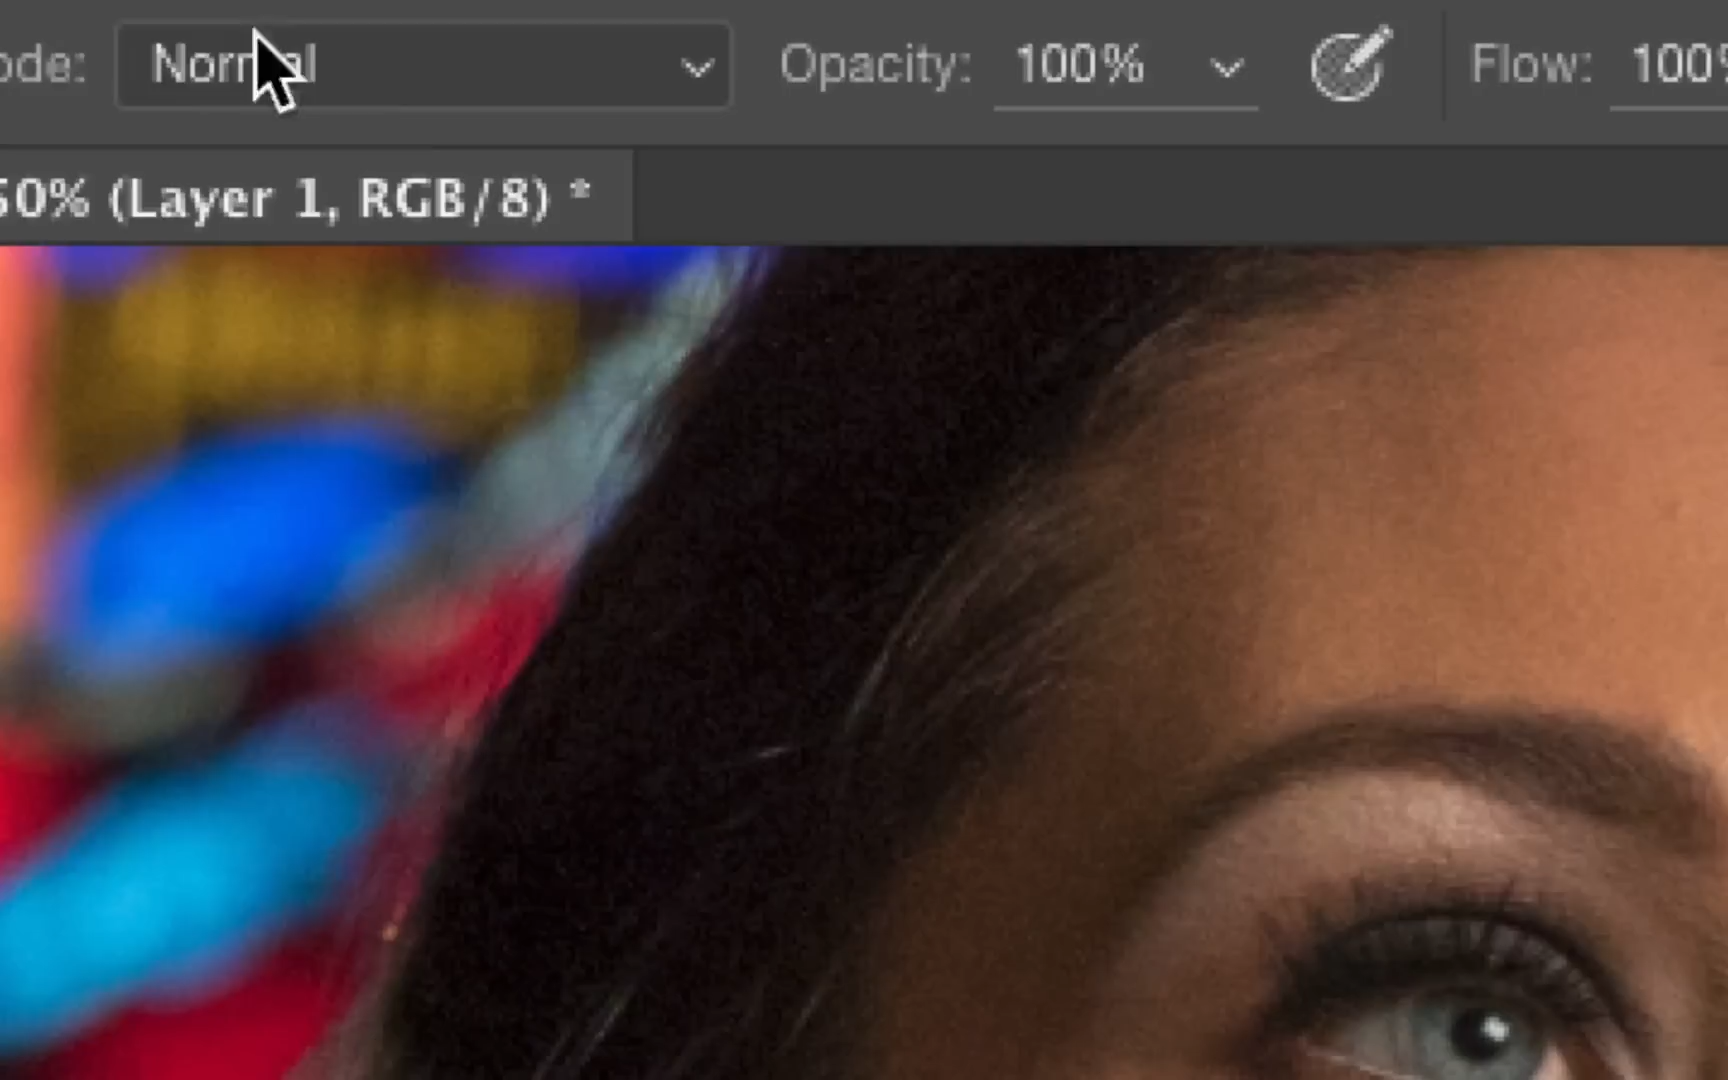 ode: Normal Opacity: 100% Flow: 100%
50% (Layer 1, RGB/8) *